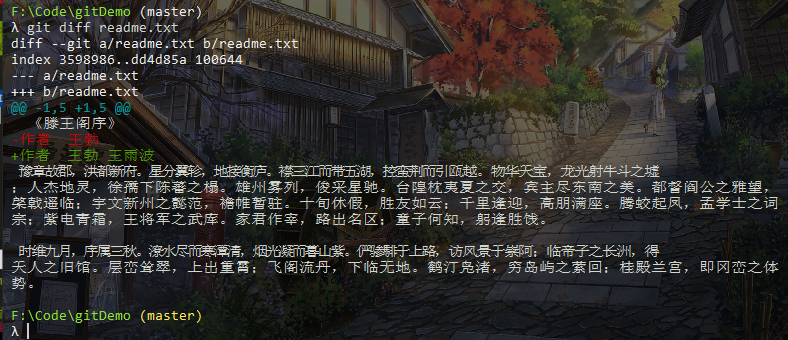 F:\Code\gitDemo (master)
λ git diff readme.txt
diff --git a/readme.txt b/readme.txt
index 3598986..dd4d85a 100644
--- a/readme.txt
+++ b/readme.txt
@@ -1,5 +1,5 @@
《滕王阁序》
-作者 王勃
+作者 王勃 王雨波
豫章故郡，洪都新府。星分翼轸，地接衡庐。襟三江而带五湖，控蛮荆而引瓯越。物华天宝，龙光射牛斗之墟
；人杰地灵，徐孺下陈蕃之榻。雄州雾列，俊采星驰。台隍枕夷夏之交，宾主尽东南之美。都督阎公之雅望，
棨戟遥临；宇文新州之懿范，襜帷暂驻。十旬休假，胜友如云；千里逢迎，高朋满座。腾蛟起凤，孟学士之词
宗；紫电青霜，王将军之武库。家君作宰，路出名区；童子何知，躬逢胜饯。
时维九月，序属三秋。潦水尽而寒潭清，烟光凝而暮山紫。俨骖騑于上路，访风景于崇阿；临帝子之长洲，得
天人之旧馆。层峦耸翠，上出重霄；飞阁流丹，下临无地。鹤汀凫渚，穷岛屿之萦回；桂殿兰宫，即冈峦之体
势。
F:\Code\gitDemo (master)
λ